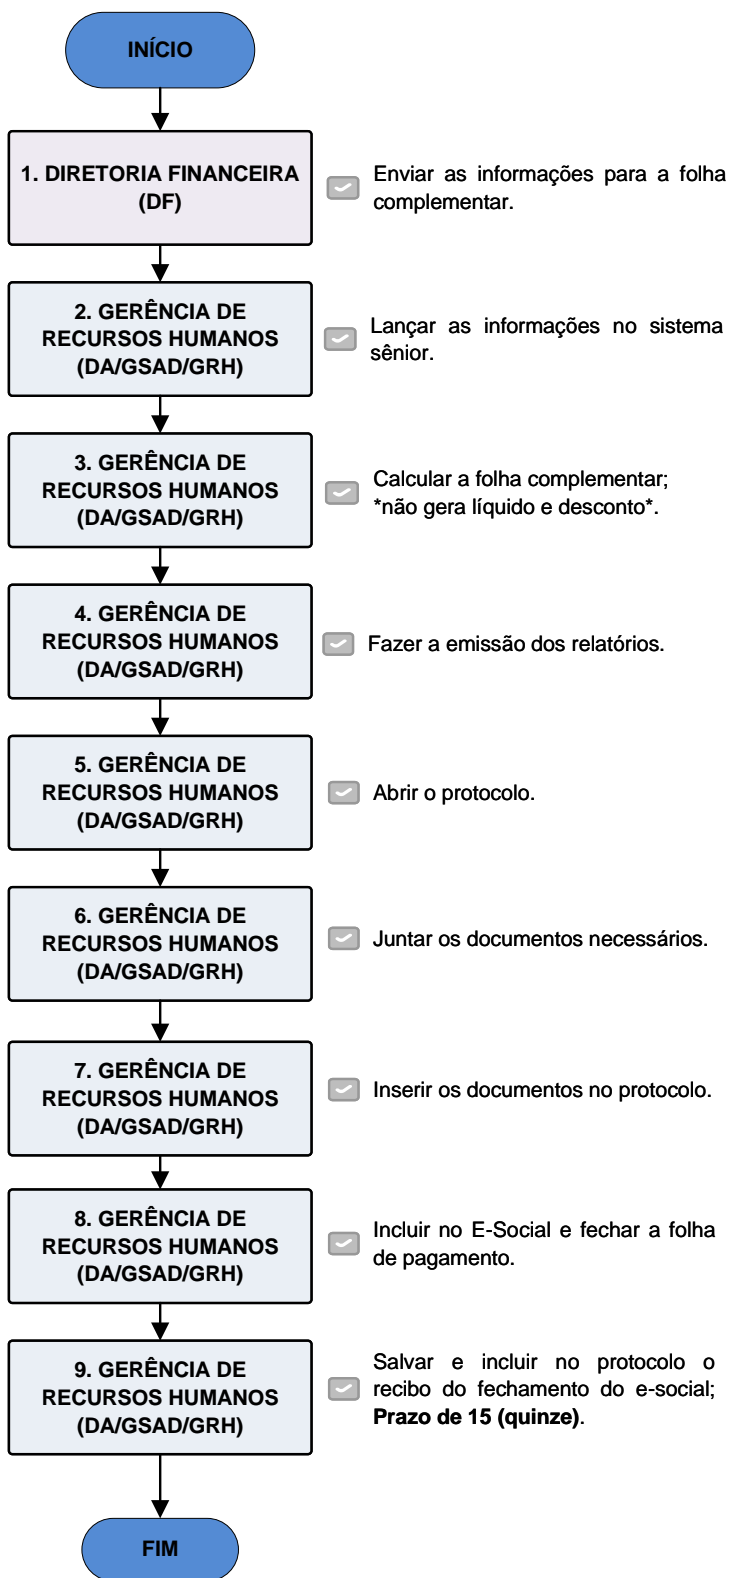 INÍCIO
1. DIRETORIA FINANCEIRA
(DF)
Enviar as informações para a folha
complementar.
2. GERÊNCIA DE
RECURSOS HUMANOS
(DA/GSAD/GRH)
Lançar as informações no sistema
sênior.
3. GERÊNCIA DE
RECURSOS HUMANOS
(DA/GSAD/GRH)
Calcular a folha complementar;
*não gera líquido e desconto*.
4. GERÊNCIA DE
RECURSOS HUMANOS
(DA/GSAD/GRH)
Fazer a emissão dos relatórios.
5. GERÊNCIA DE
RECURSOS HUMANOS
(DA/GSAD/GRH)
Abrir o protocolo.
6. GERÊNCIA DE
RECURSOS HUMANOS
(DA/GSAD/GRH)
Juntar os documentos necessários.
7. GERÊNCIA DE
RECURSOS HUMANOS
(DA/GSAD/GRH)
Inserir os documentos no protocolo.
8. GERÊNCIA DE
RECURSOS HUMANOS
(DA/GSAD/GRH)
Incluir no E-Social e fechar a folha
de pagamento.
9. GERÊNCIA DE
RECURSOS HUMANOS
(DA/GSAD/GRH)
Salvar e incluir no protocolo o
recibo do fechamento do e-social;
Prazo de 15 (quinze).
FIM